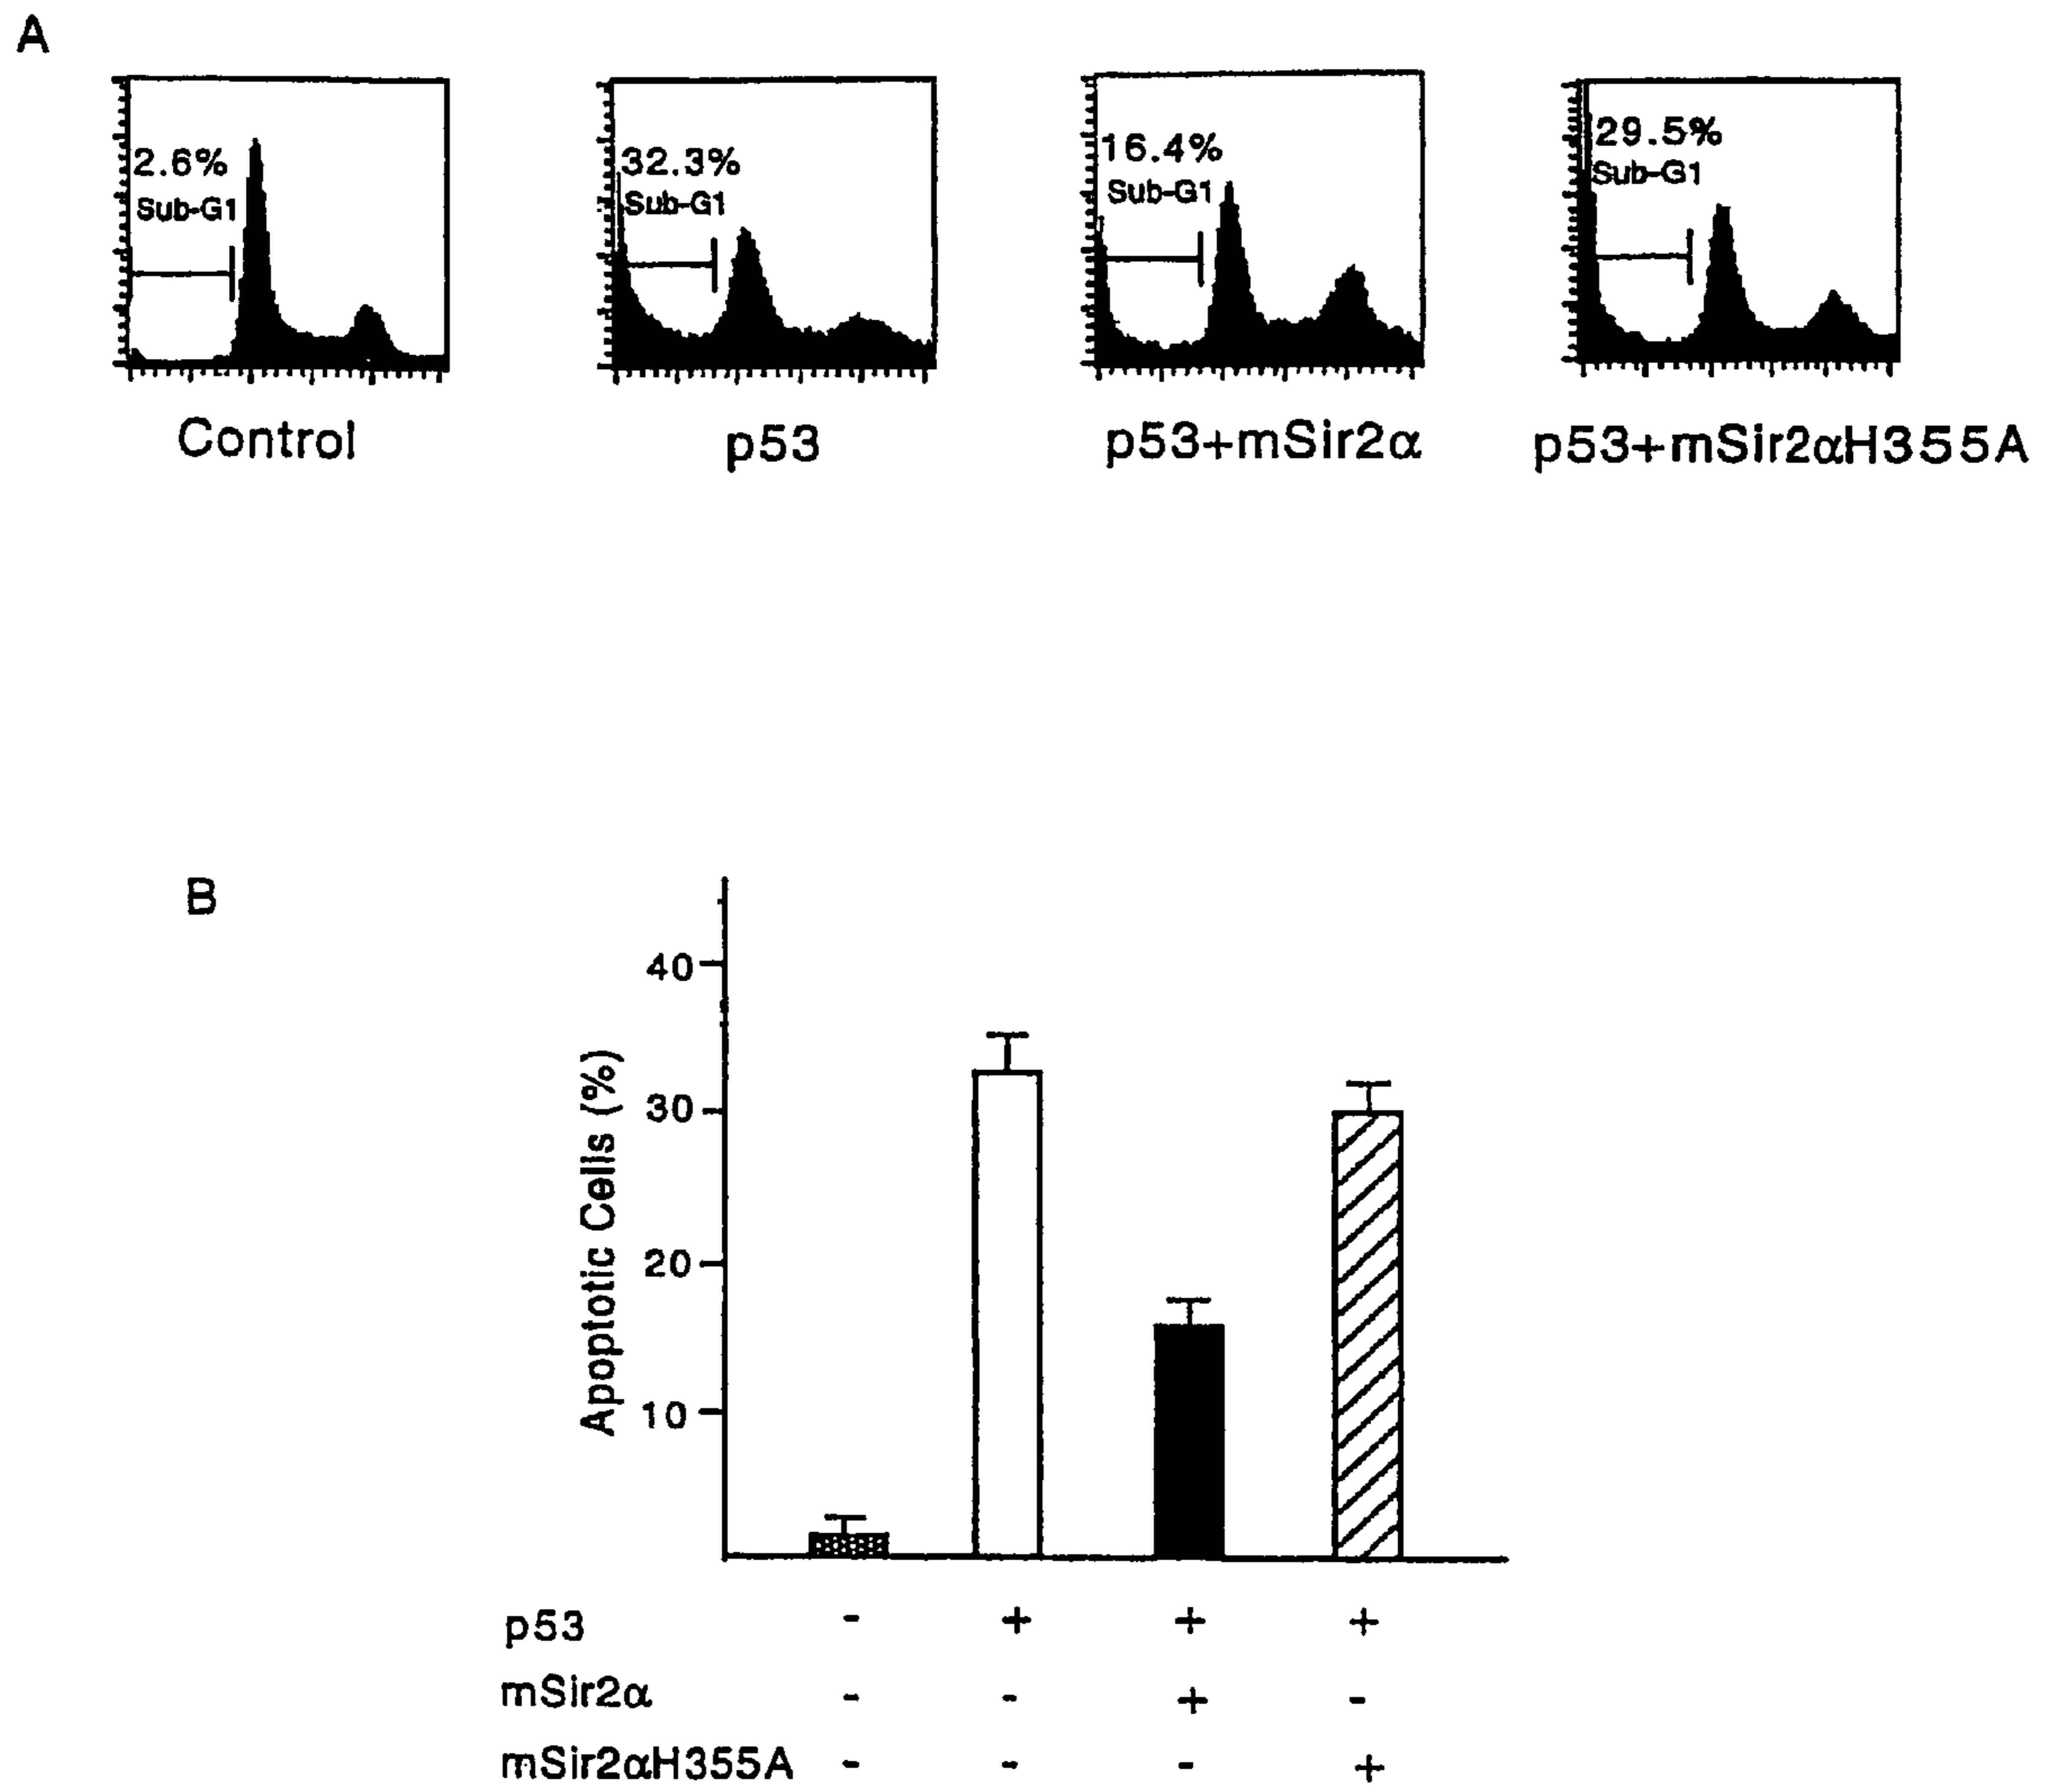 A
2.6%
Sub-G1
32.3%
Sub-G1
16.4%
Sub-G1
29.5%
Sub-G1
Control
p53
p53+mSir2α
p53+mSir2αH355A
B
Apoptotic Cells (%)
40
30
20
10
p53 - + + +
mSir2α - - + -
mSir2αH355A - - - +